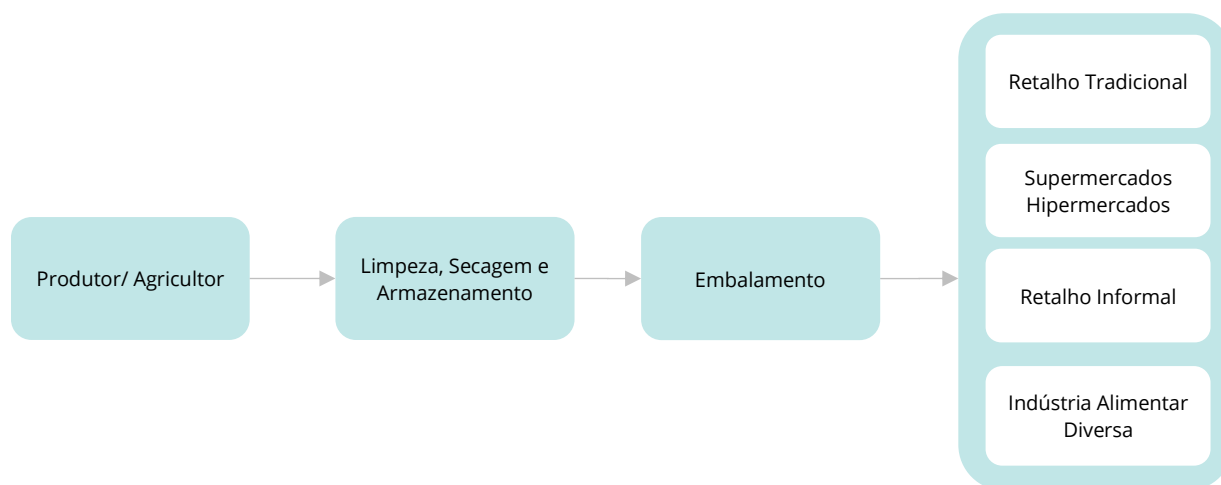 Produtor/ Agricultor
Limpeza, Secagem e
Armazenamento
Embalamento
Retalho Tradicional
Supermercados
Hipermercados
Retalho Informal
Indústria Alimentar
Diversa